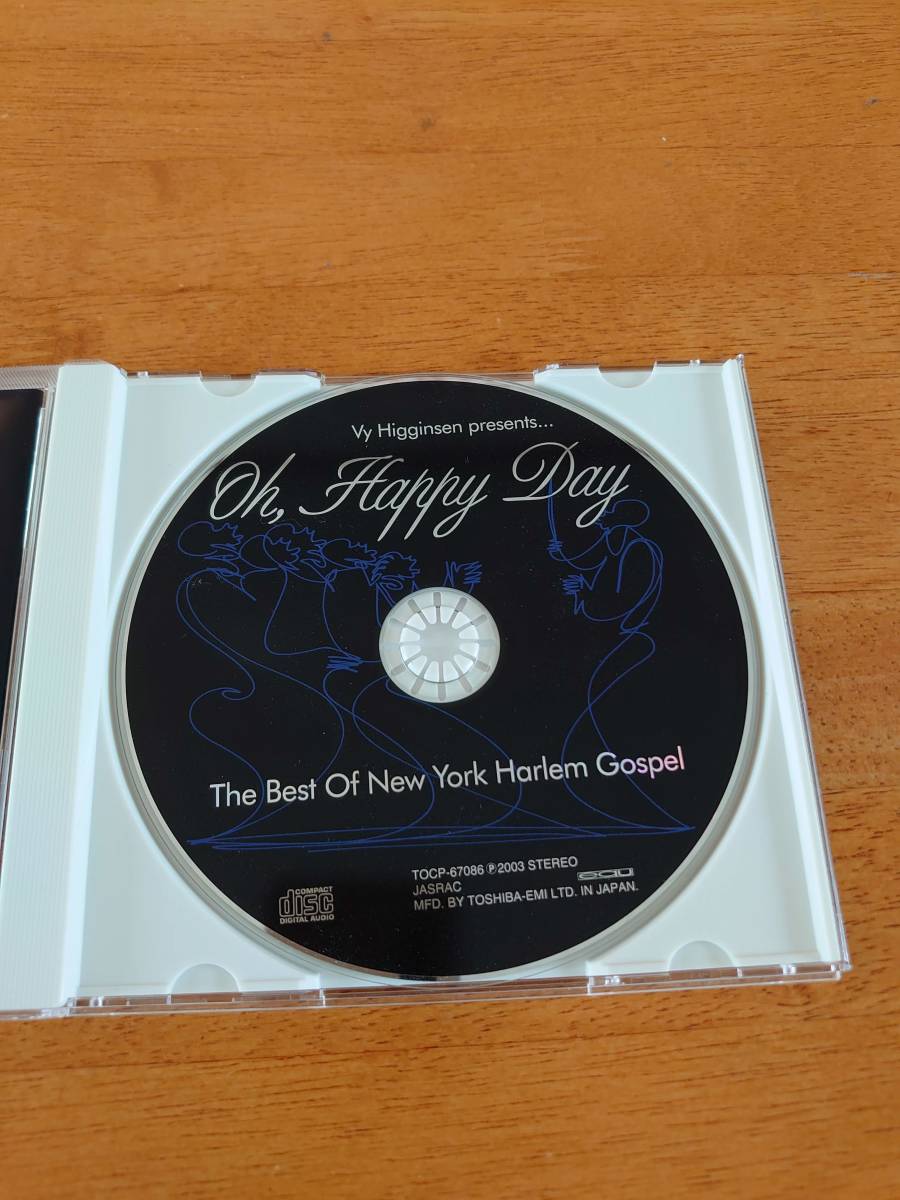 Vy Higginsen presents...
Oh, Happy Day
The Best Of New York Harlem Gospel
TOCP-67086 ℗2003 STEREO
JASRAC
MFD. BY TOSHIBA-EMI LTD. IN JAPAN.
COMPACT
disc
DIGITAL AUDIO